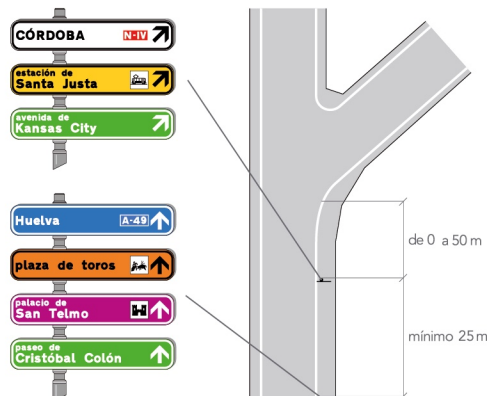 CÓRDOBA N-IV
estación de
Santa Justa
avenida de
Kansas City
Huelva A-49
plaza de toros
palacio de
San Telmo
paseo de
Cristóbal Colón
de 0 a 50 m
mínimo 25 m